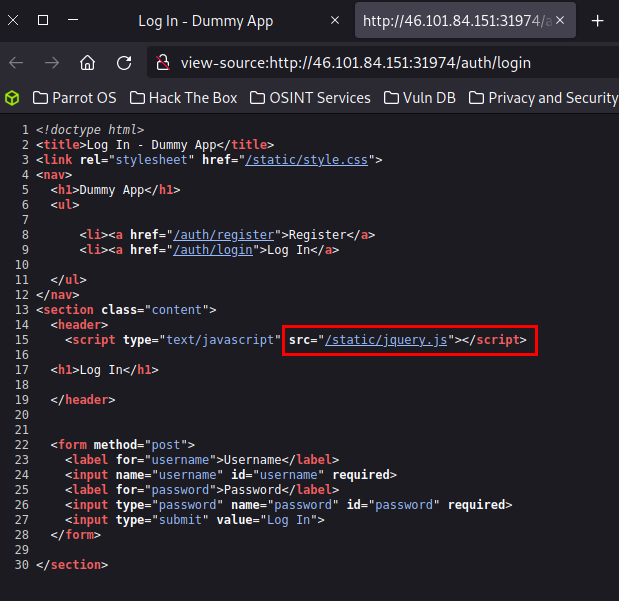 Log In - Dummy App
http://46.101.84.151:31974/a
view-source:http://46.101.84.151:31974/auth/login
Parrot OS Hack The Box OSINT Services Vuln DB Privacy and Security
1 <!doctype html>
2 <title>Log In - Dummy App</title>
3 <link rel="stylesheet" href="/static/style.css">
4 <nav>
5 <h1>Dummy App</h1>
6 <ul>
7
8 <li><a href="/auth/register">Register</a>
9 <li><a href="/auth/login">Log In</a>
10
11 </ul>
12 </nav>
13 <section class="content">
14 <header>
15 <script type="text/javascript" src="/static/jquery.js"></script>
16
17 <h1>Log In</h1>
18
19 </header>
20
21
22 <form method="post">
23 <label for="username">Username</label>
24 <input name="username" id="username" required>
25 <label for="password">Password</label>
26 <input type="password" name="password" id="password" required>
27 <input type="submit" value="Log In">
28 </form>
29
30 </section>